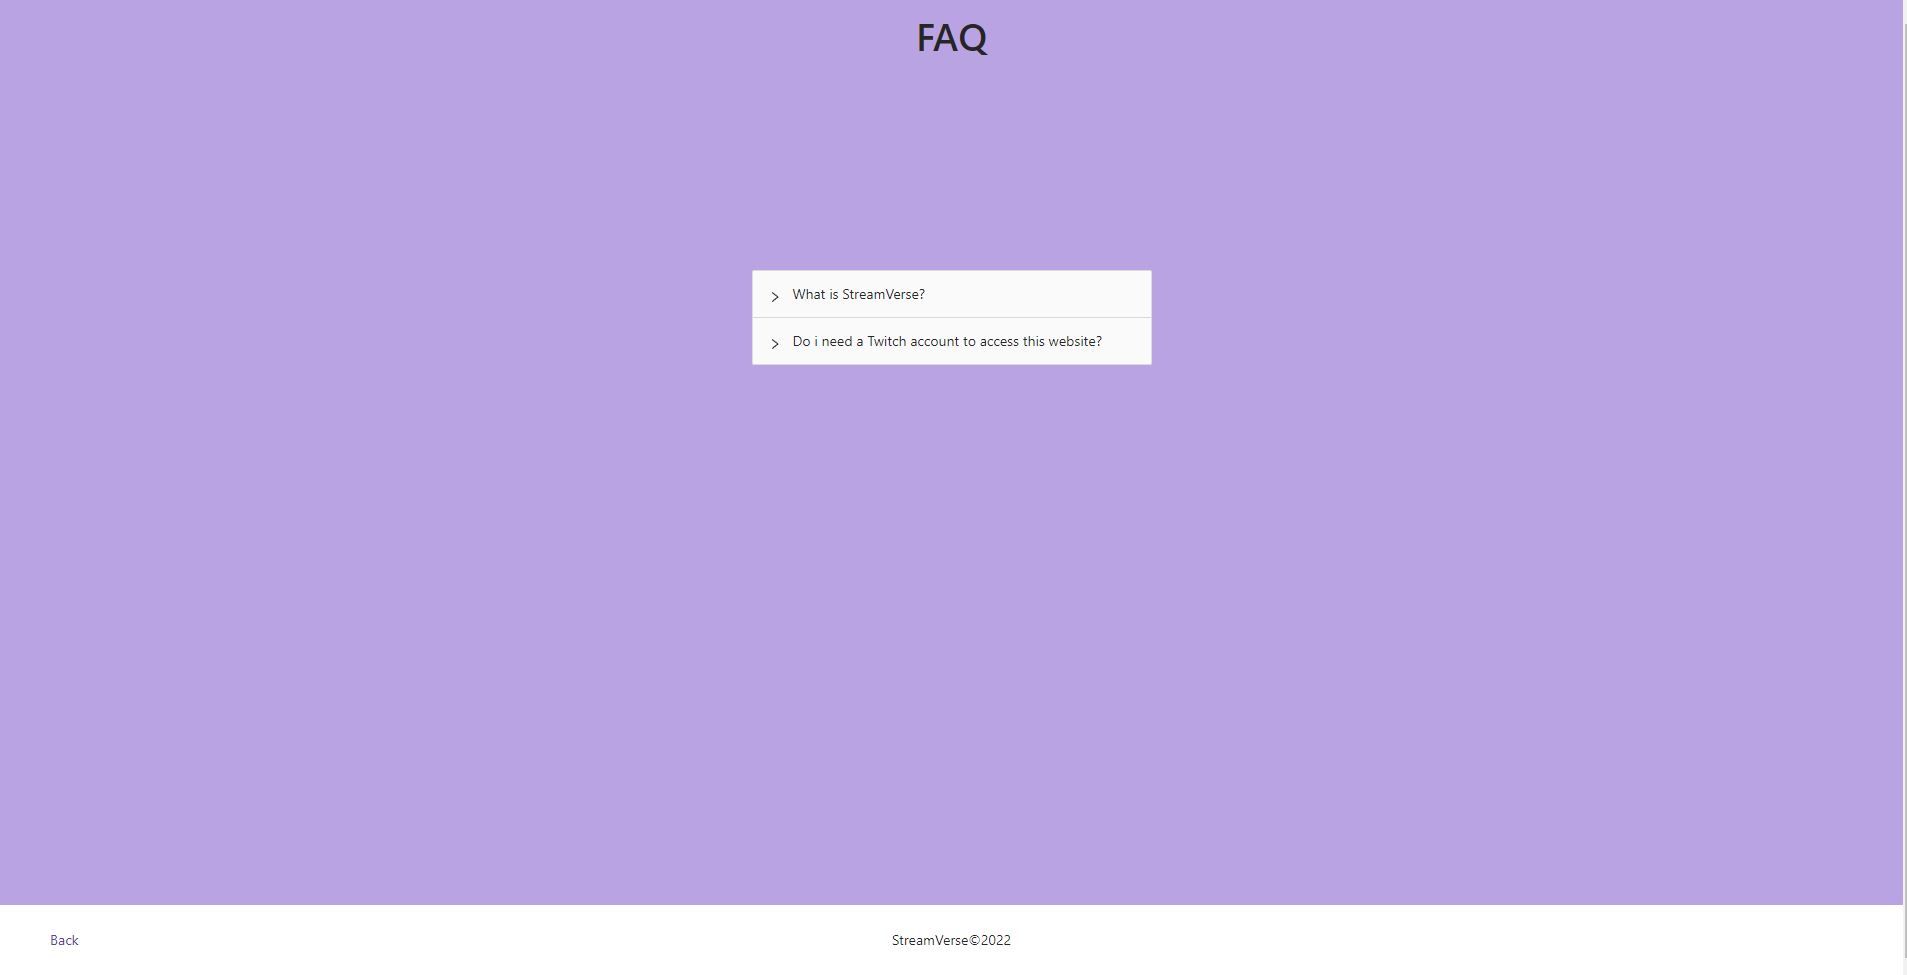 FAQ
What is StreamVerse?
Do i need a Twitch account to access this website?
Back
StreamVerse©2022